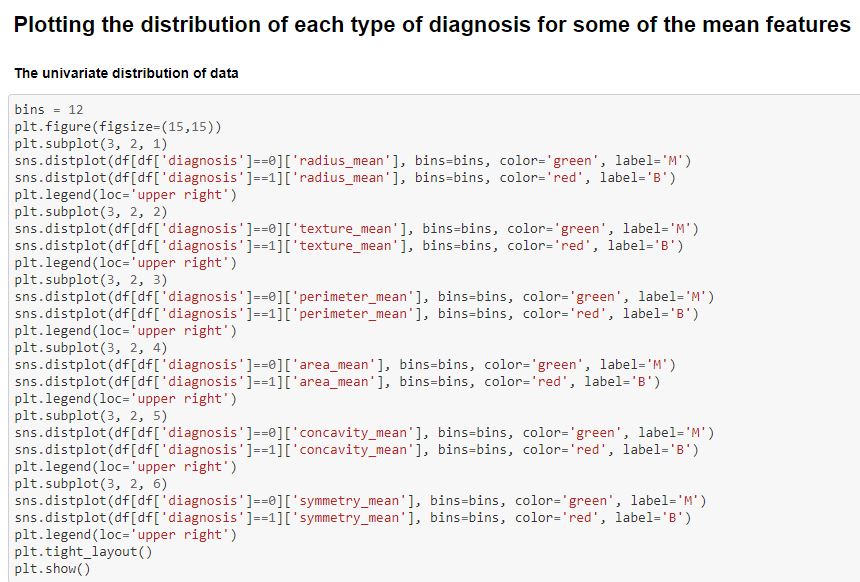 Plotting the distribution of each type of diagnosis for some of the mean features
The univariate distribution of data
bins = 12
plt.figure(figsize=(15,15))
plt.subplot(3, 2, 1)
sns.distplot(df[df['diagnosis']==0]['radius_mean'], bins=bins, color='green', label='M')
sns.distplot(df[df['diagnosis']==1]['radius_mean'], bins=bins, color='red', label='B')
plt.legend(loc='upper right')
plt.subplot(3, 2, 2)
sns.distplot(df[df['diagnosis']==0]['texture_mean'], bins=bins, color='green', label='M')
sns.distplot(df[df['diagnosis']==1]['texture_mean'], bins=bins, color='red', label='B')
plt.legend(loc='upper right')
plt.subplot(3, 2, 3)
sns.distplot(df[df['diagnosis']==0]['perimeter_mean'], bins=bins, color='green', label='M')
sns.distplot(df[df['diagnosis']==1]['perimeter_mean'], bins=bins, color='red', label='B')
plt.legend(loc='upper right')
plt.subplot(3, 2, 4)
sns.distplot(df[df['diagnosis']==0]['area_mean'], bins=bins, color='green', label='M')
sns.distplot(df[df['diagnosis']==1]['area_mean'], bins=bins, color='red', label='B')
plt.legend(loc='upper right')
plt.subplot(3, 2, 5)
sns.distplot(df[df['diagnosis']==0]['concavity_mean'], bins=bins, color='green', label='M')
sns.distplot(df[df['diagnosis']==1]['concavity_mean'], bins=bins, color='red', label='B')
plt.legend(loc='upper right')
plt.subplot(3, 2, 6)
sns.distplot(df[df['diagnosis']==0]['symmetry_mean'], bins=bins, color='green', label='M')
sns.distplot(df[df['diagnosis']==1]['symmetry_mean'], bins=bins, color='red', label='B')
plt.legend(loc='upper right')
plt.tight_layout()
plt.show()